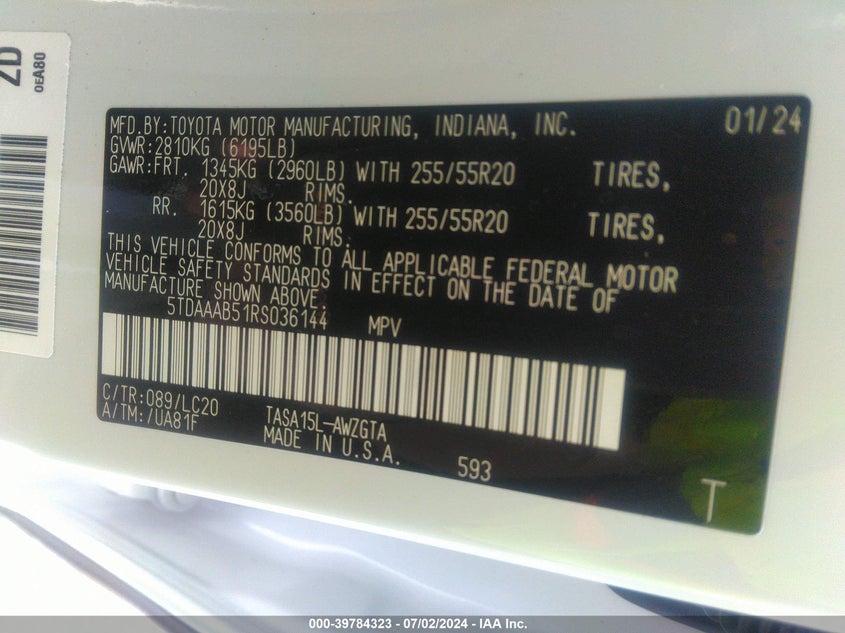 2D
0EA80
MFD.BY:TOYOTA MOTOR MANUFACTURING, INDIANA, INC. 01/24
GVWR:2810KG (6195LB)
GAWR:FRT. 1345KG (2960LB) WITH 255/55R20 TIRES,
20X8J RIMS.
RR. 1615KG (3560LB) WITH 255/55R20 TIRES,
20X8J RIMS.
THIS VEHICLE CONFORMS TO ALL APPLICABLE FEDERAL MOTOR
VEHICLE SAFETY STANDARDS IN EFFECT ON THE DATE OF
MANUFACTURE SHOWN ABOVE.
5TDAAAB51RS036144 MPV
C/TR:089/LC20 TASA15L-AWZGTA
A/TM:/UA81F MADE IN U.S.A. 593
T
000-39784323 - 07/02/2024 - IAA Inc.